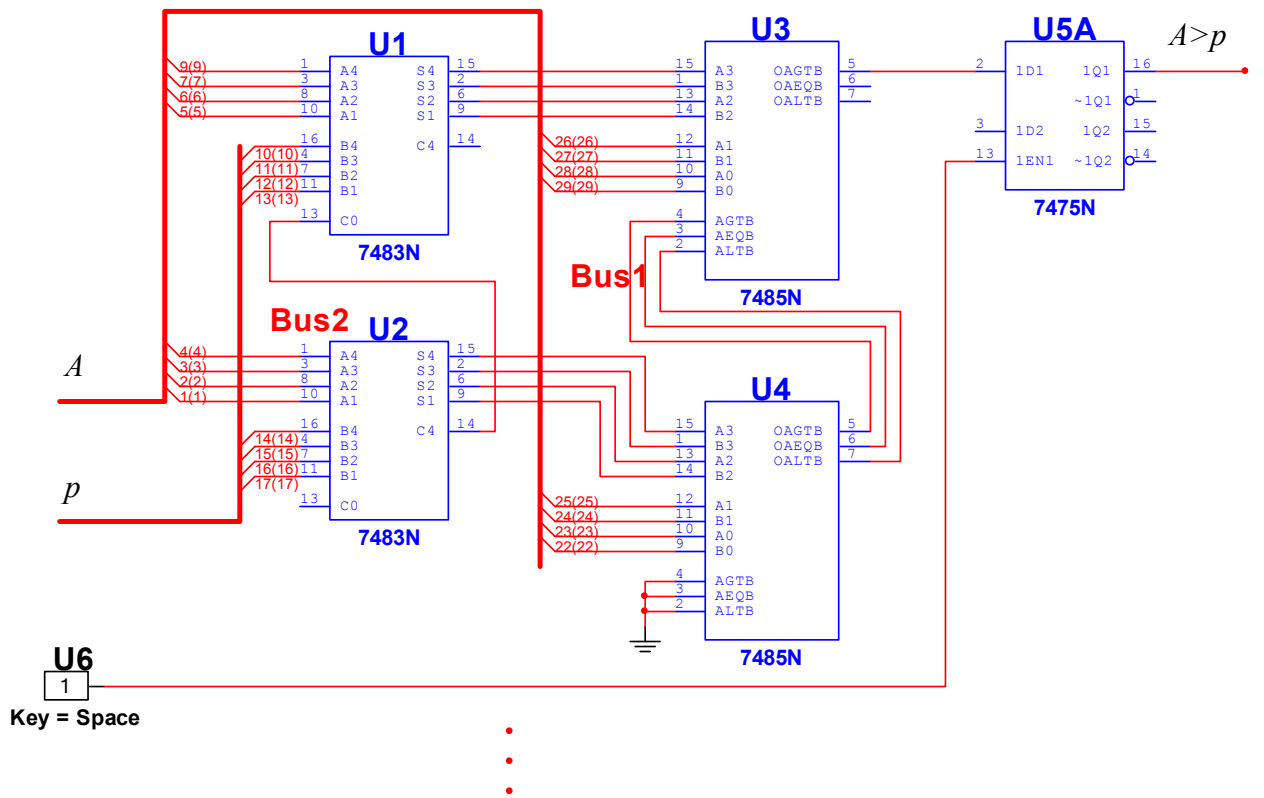 U1
1 A4 S4 15
3 A3 S3 2
8 A2 S2 6
10 A1 S1 9
16 B4 C4 14
4 B3
7 B2
11 B1
13 C0
7483N
9(9)
7(7)
6(6)
5(5)
10(10)
11(11)
12(12)
13(13)
U3
15 A3 OAGTB 5
1 B3 OAEQB 6
13 A2 OALTB 7
14 B2
12 A1
11 B1
10 A0
9 B0
4 AGTB
3 AEQB
2 ALTB
7485N
26(26)
27(27)
28(28)
29(29)
U5A
2 1D1 1Q1 16
~1Q1 1
3 1D2 1Q2 15
13 1EN1 ~1Q2 14
7475N
A>p
Bus1
Bus2
U2
1 A4 S4 15
3 A3 S3 2
8 A2 S2 6
10 A1 S1 9
16 B4 C4 14
4 B3
7 B2
11 B1
13 C0
7483N
4(4)
3(3)
2(2)
1(1)
14(14)
15(15)
16(16)
17(17)
A
p
U4
15 A3 OAGTB 5
1 B3 OAEQB 6
13 A2 OALTB 7
14 B2
12 A1
11 B1
10 A0
9 B0
4 AGTB
3 AEQB
2 ALTB
7485N
25(25)
24(24)
23(23)
22(22)
U6
1
Key = Space